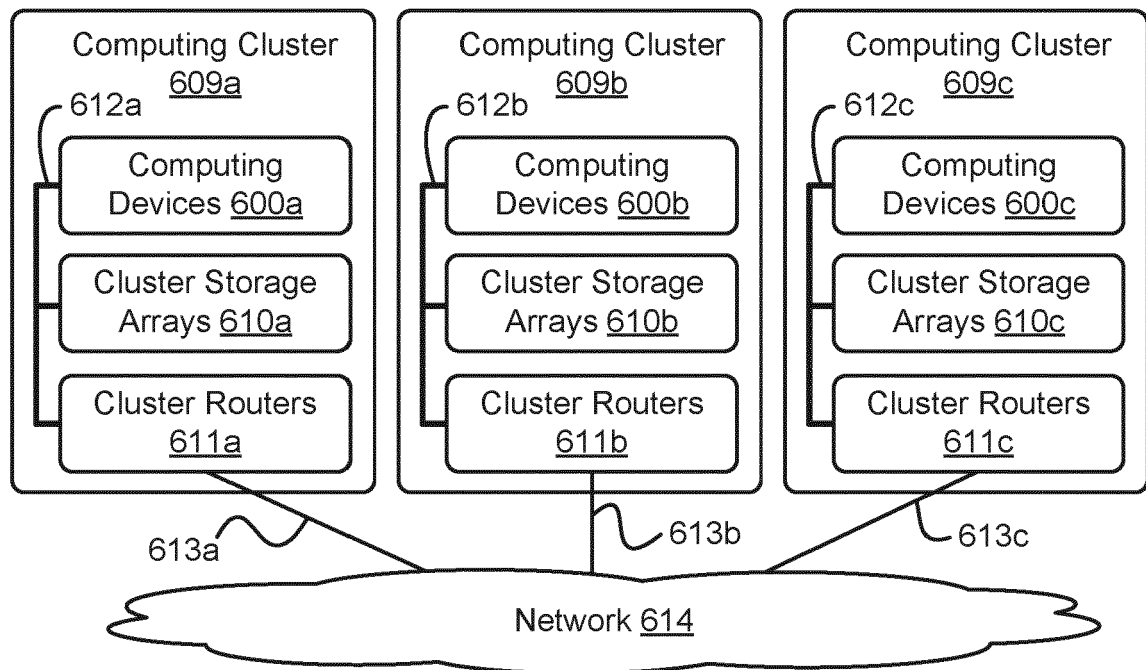 Computing Cluster
609a
612a
Computing
Devices 600a
Cluster Storage
Arrays 610a
Cluster Routers
611a
Computing Cluster
609b
612b
Computing
Devices 600b
Cluster Storage
Arrays 610b
Cluster Routers
611b
Computing Cluster
609c
612c
Computing
Devices 600c
Cluster Storage
Arrays 610c
Cluster Routers
611c
613a
613b
613c
Network 614